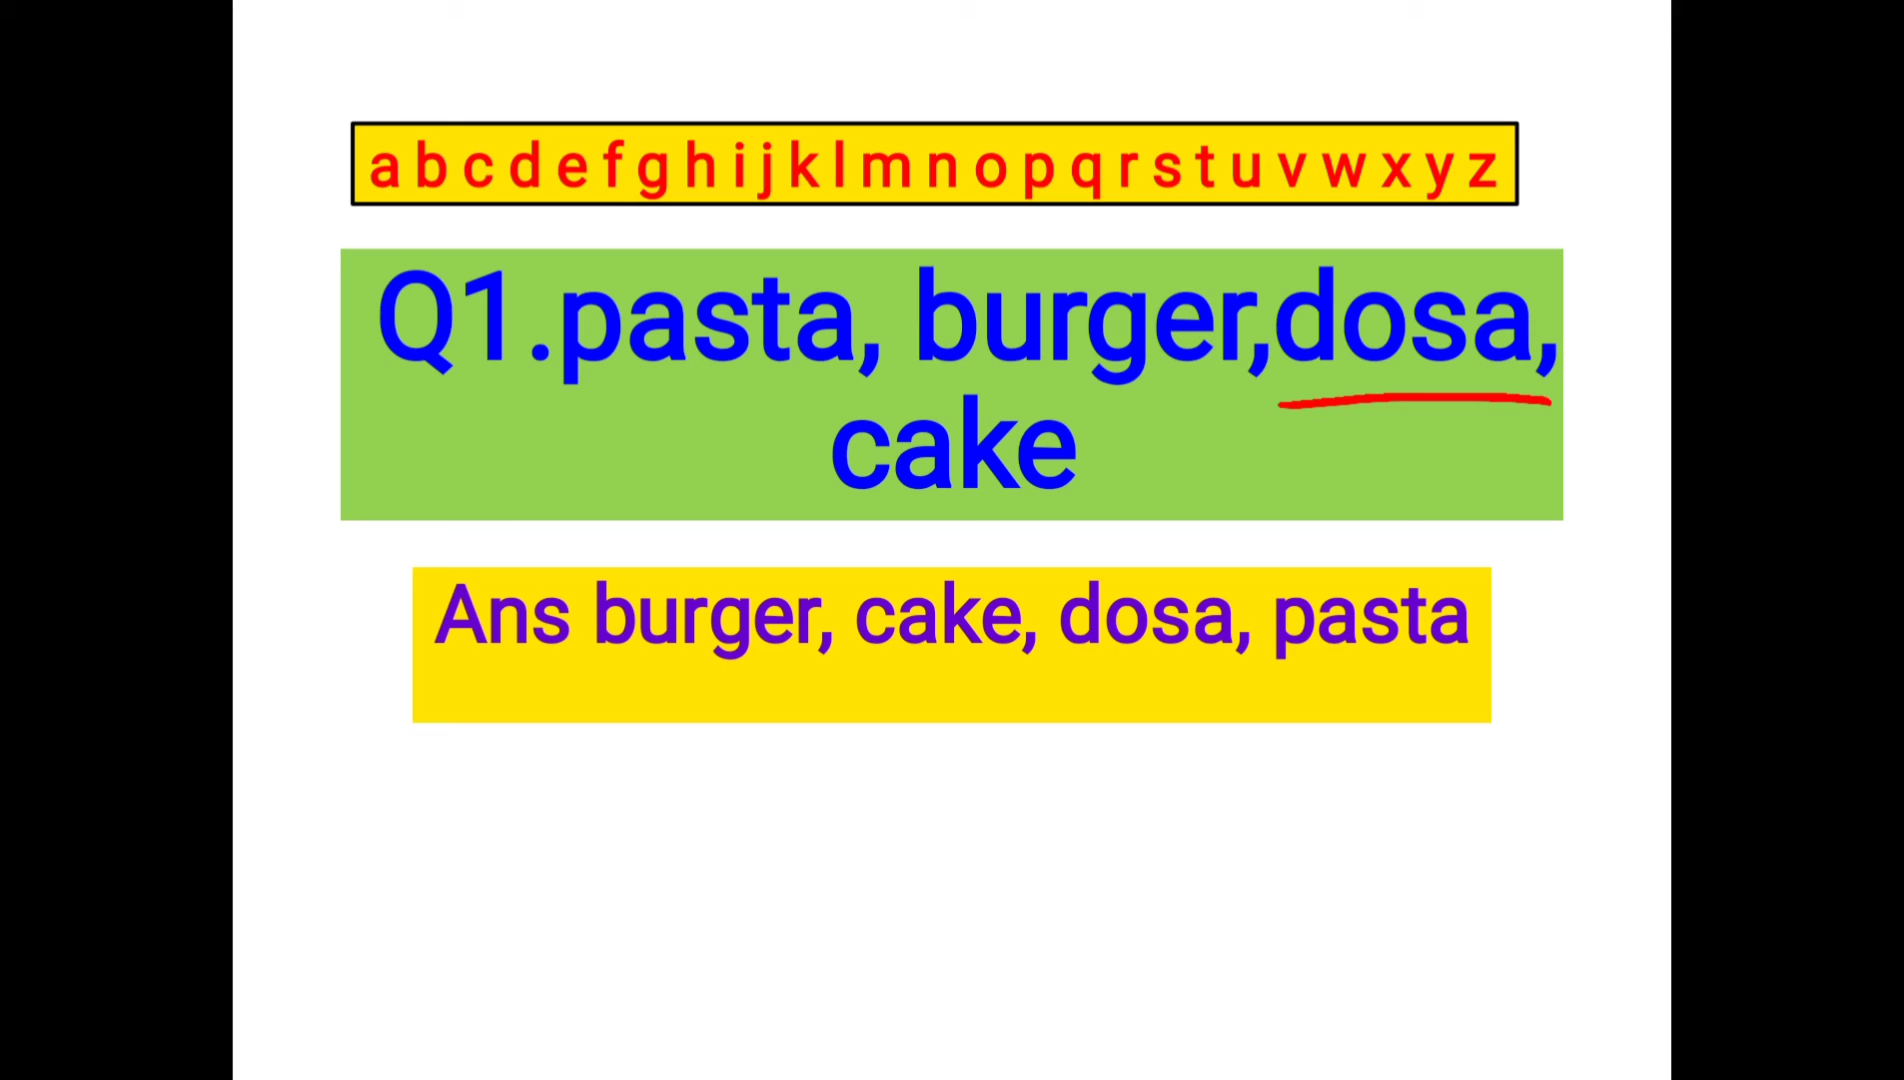 a b c d e f g h i j k l m n o p q r s t u v w x y z
Q1.pasta, burger,dosa,
cake
Ans burger, cake, dosa, pasta